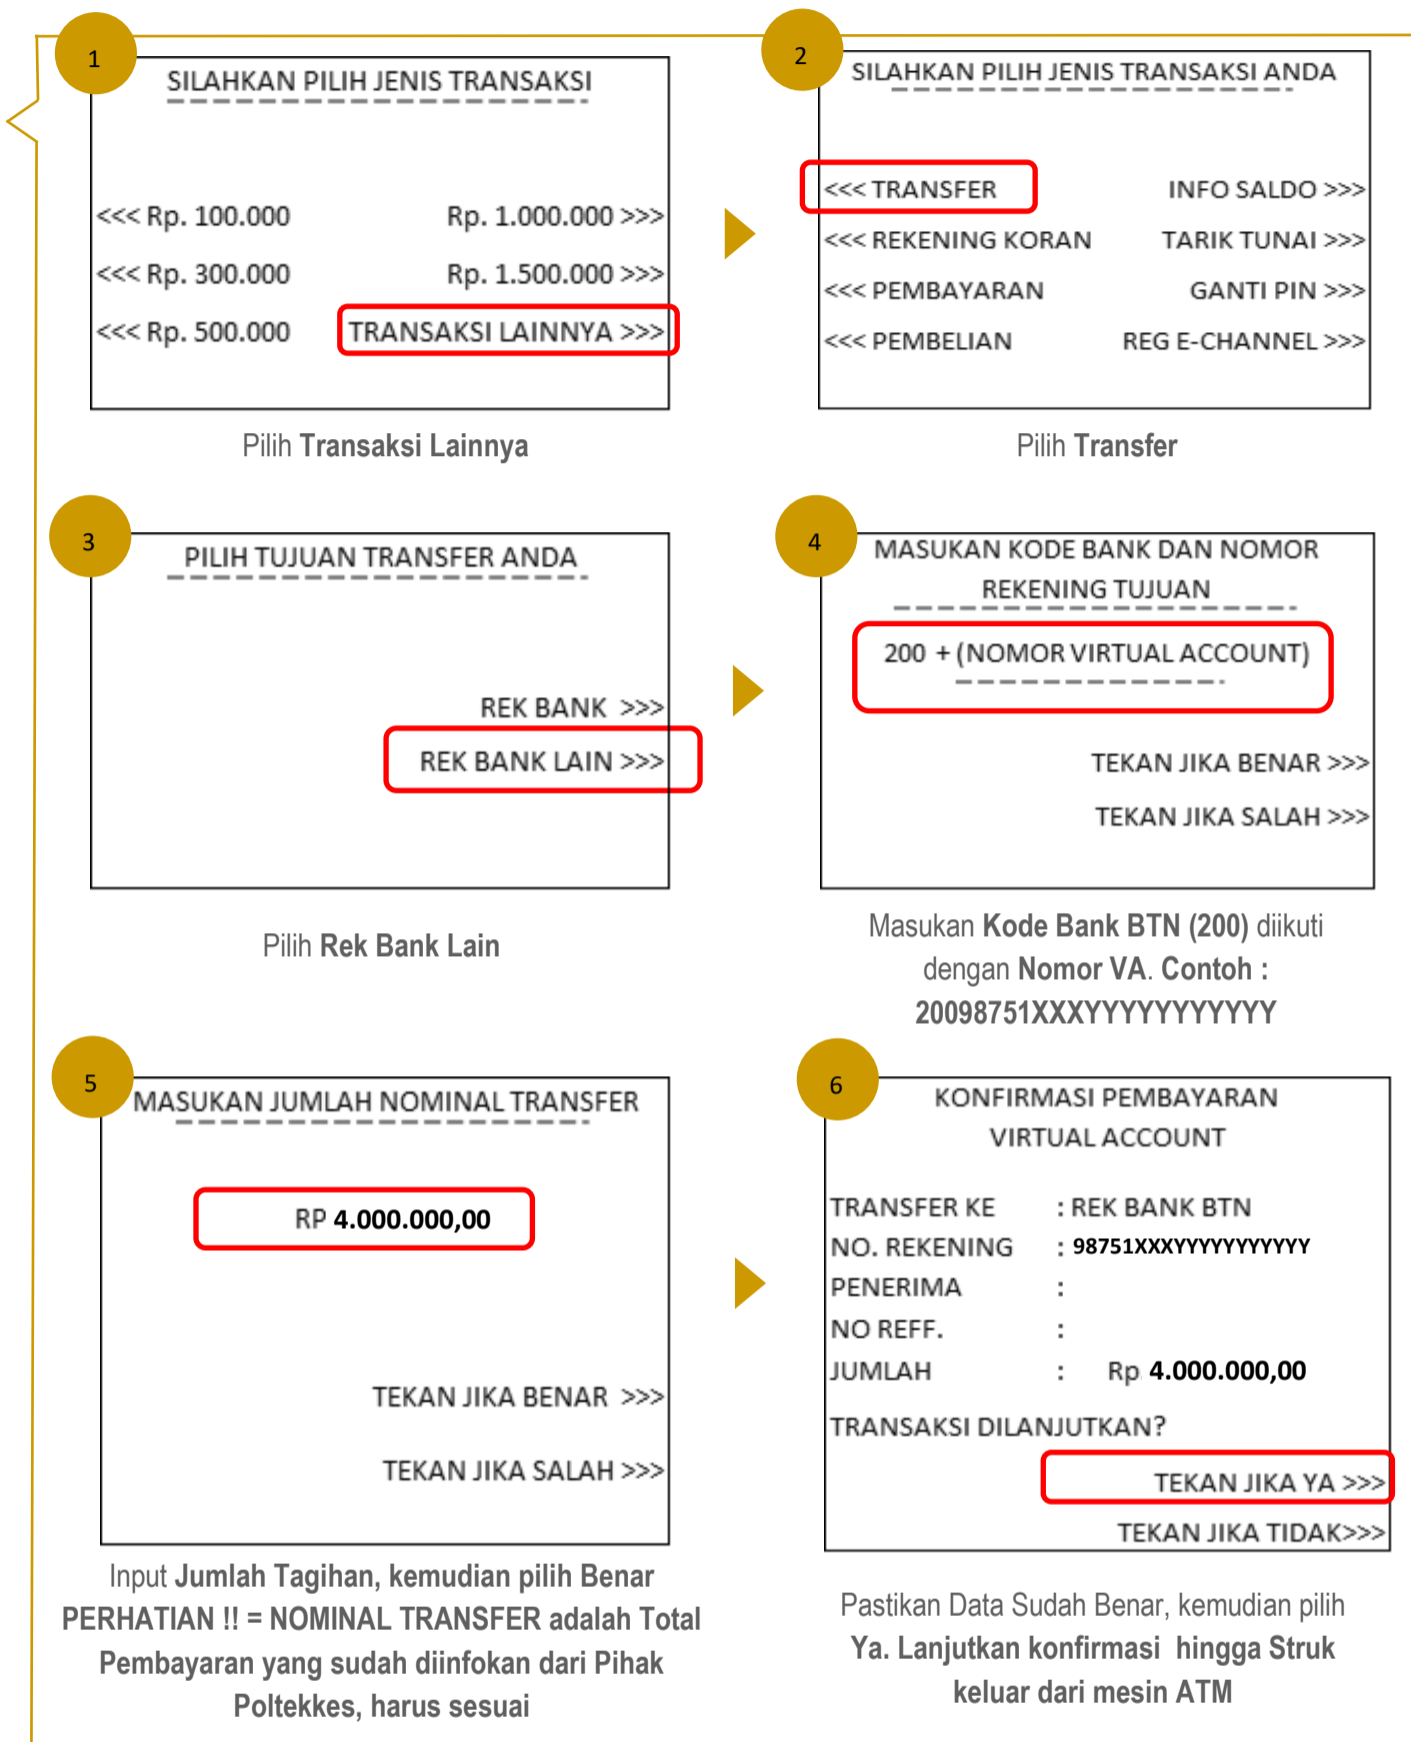 1
SILAHKAN PILIH JENIS TRANSAKSI
<<< Rp. 100.000 Rp. 1.000.000 >>>
<<< Rp. 300.000 Rp. 1.500.000 >>>
<<< Rp. 500.000 TRANSAKSI LAINNYA >>>
Pilih Transaksi Lainnya
2
SILAHKAN PILIH JENIS TRANSAKSI ANDA
<<< TRANSFER INFO SALDO >>>
<<< REKENING KORAN TARIK TUNAI >>>
<<< PEMBAYARAN GANTI PIN >>>
<<< PEMBELIAN REG E-CHANNEL >>>
Pilih Transfer
3
PILIH TUJUAN TRANSFER ANDA
REK BANK >>>
REK BANK LAIN >>>
Pilih Rek Bank Lain
4
MASUKAN KODE BANK DAN NOMOR
REKENING TUJUAN
200 + (NOMOR VIRTUAL ACCOUNT)
TEKAN JIKA BENAR >>>
TEKAN JIKA SALAH >>>
Masukan Kode Bank BTN (200) diikuti
dengan Nomor VA. Contoh :
20098751XXXYYYYYYYYYYY
5
MASUKAN JUMLAH NOMINAL TRANSFER
RP 4.000.000,00
TEKAN JIKA BENAR >>>
TEKAN JIKA SALAH >>>
Input Jumlah Tagihan, kemudian pilih Benar
PERHATIAN !! = NOMINAL TRANSFER adalah Total
Pembayaran yang sudah diinfokan dari Pihak
Poltekkes, harus sesuai
6
KONFIRMASI PEMBAYARAN
VIRTUAL ACCOUNT
TRANSFER KE : REK BANK BTN
NO. REKENING : 98751XXXYYYYYYYYYYY
PENERIMA :
NO REFF. :
JUMLAH : Rp. 4.000.000,00
TRANSAKSI DILANJUTKAN?
TEKAN JIKA YA >>>
TEKAN JIKA TIDAK>>>
Pastikan Data Sudah Benar, kemudian pilih
Ya. Lanjutkan konfirmasi hingga Struk
keluar dari mesin ATM